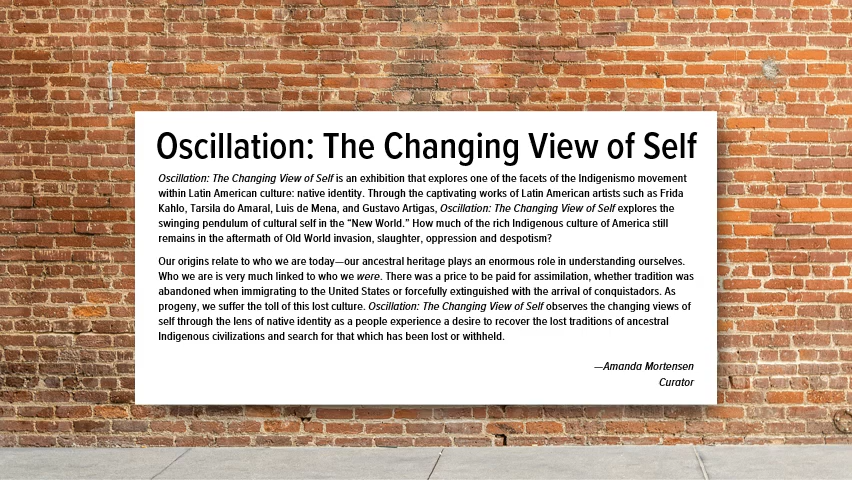 Oscillation: The Changing View of Self
Oscillation: The Changing View of Self is an exhibition that explores one of the facets of the Indigenismo movement
within Latin American culture: native identity. Through the captivating works of Latin American artists such as Frida
Kahlo, Tarsila do Amaral, Luis de Mena, and Gustavo Artigas, Oscillation: The Changing View of Self explores the
swinging pendulum of cultural self in the “New World.” How much of the rich Indigenous culture of America still
remains in the aftermath of Old World invasion, slaughter, oppression and despotism?
Our origins relate to who we are today—our ancestral heritage plays an enormous role in understanding ourselves.
Who we are is very much linked to who we were. There was a price to be paid for assimilation, whether tradition was
abandoned when immigrating to the United States or forcefully extinguished with the arrival of conquistadors. As
progeny, we suffer the toll of this lost culture. Oscillation: The Changing View of Self observes the changing views of
self through the lens of native identity as a people experience a desire to recover the lost traditions of ancestral
Indigenous civilizations and search for that which has been lost or withheld.
—Amanda Mortensen
Curator